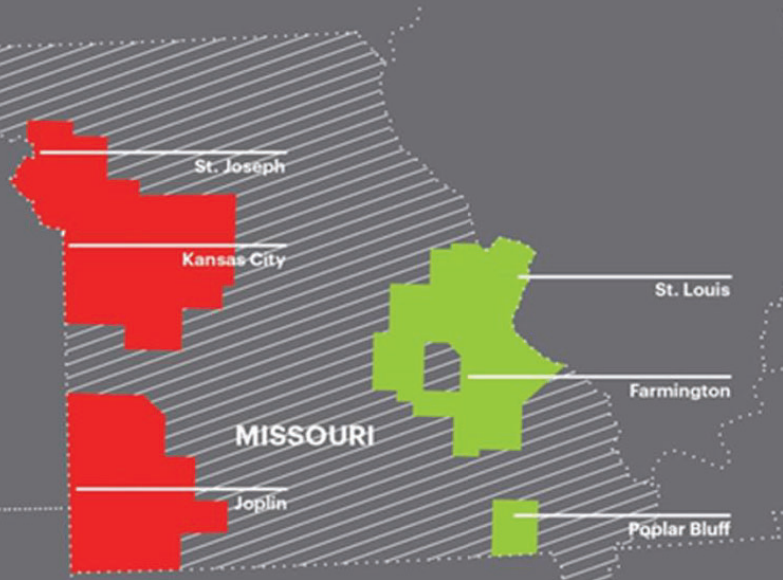 St. Joseph
Kansas City
St. Louis
Farmington
MISSOURI
Joplin
Poplar Bluff